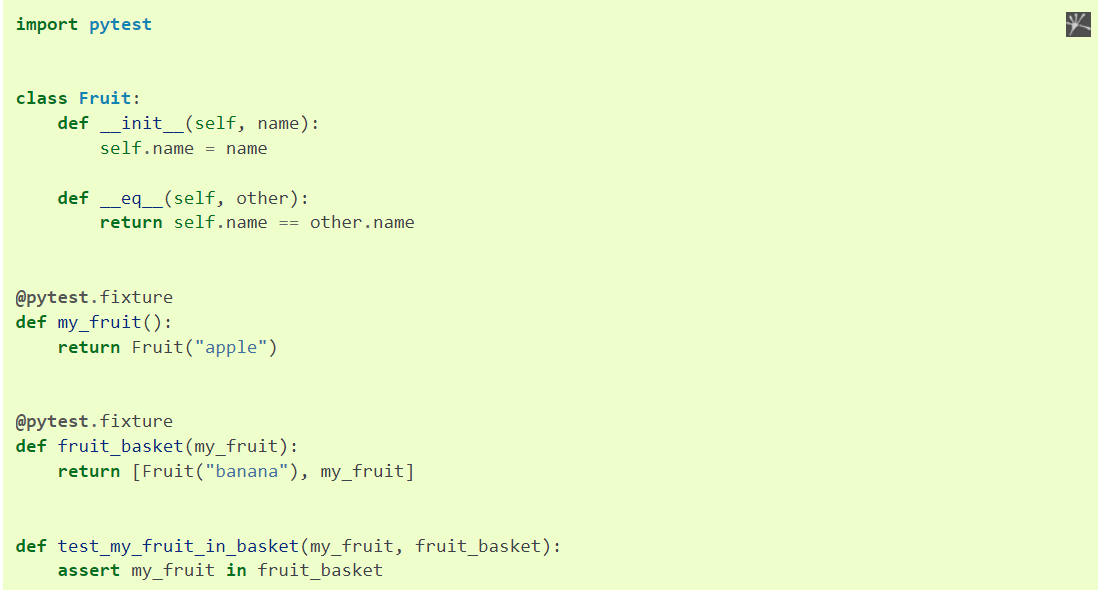 import pytest
class Fruit:
    def __init__(self, name):
        self.name = name
    def __eq__(self, other):
        return self.name == other.name
@pytest.fixture
def my_fruit():
    return Fruit("apple")
@pytest.fixture
def fruit_basket(my_fruit):
    return [Fruit("banana"), my_fruit]
def test_my_fruit_in_basket(my_fruit, fruit_basket):
    assert my_fruit in fruit_basket